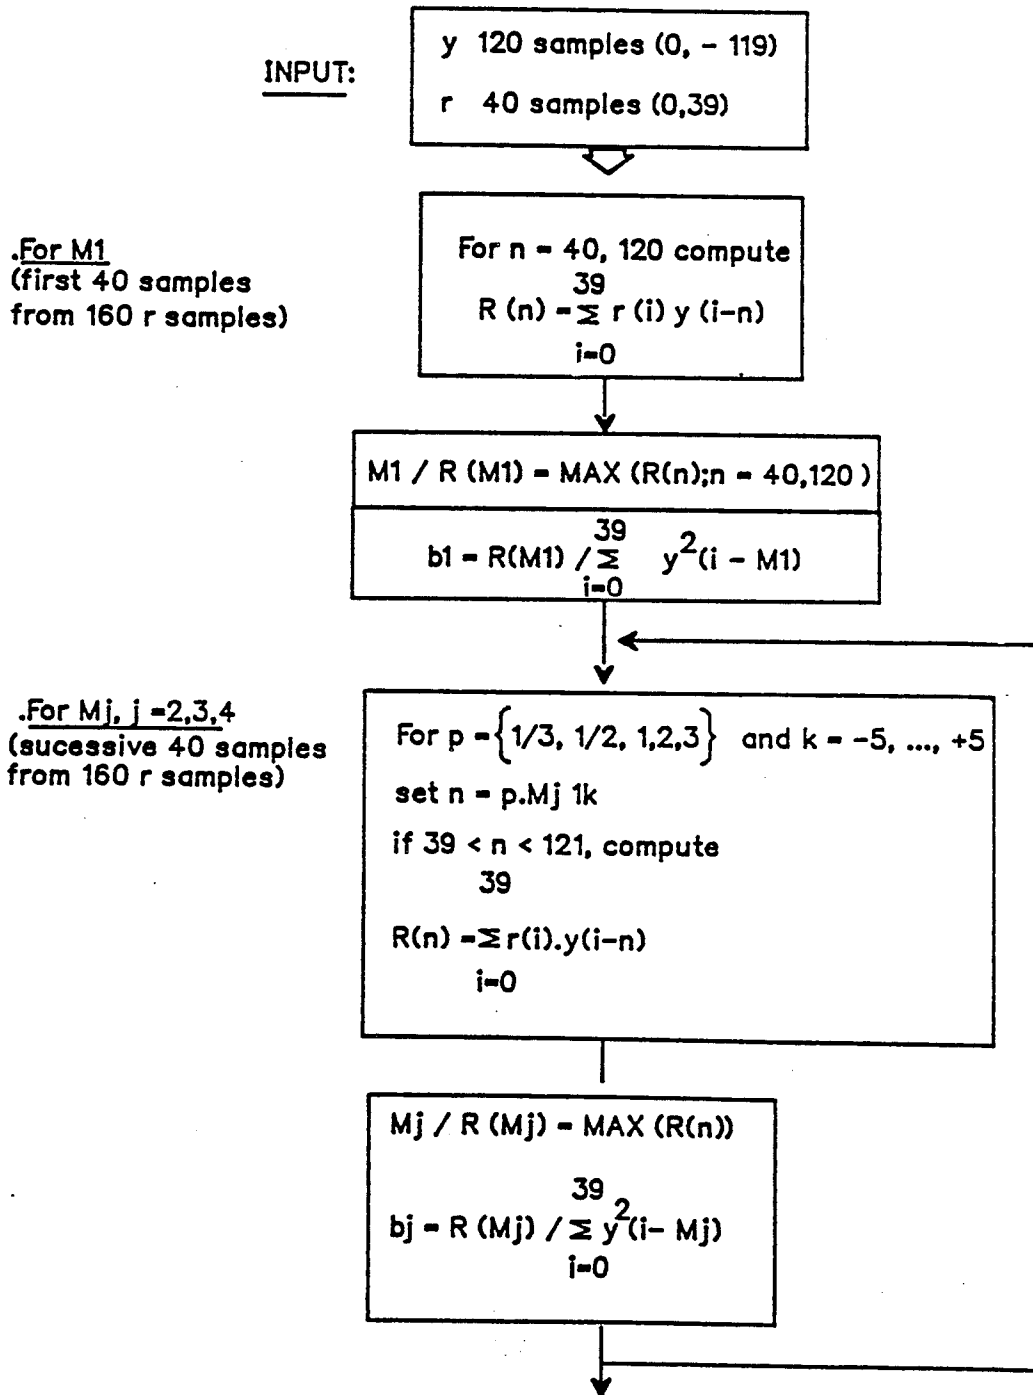 INPUT:
y 120 samples (0, - 119)
r 40 samples (0,39)
.For M1
(first 40 samples
from 160 r samples)
For n = 40, 120 compute
39
R (n) = Σ r (i) y (i-n)
i=0
M1 / R (M1) = MAX (R(n);n = 40,120 )
39
b1 = R(M1) / Σ y²(i - M1)
i=0
.For Mj, j =2,3,4
(sucessive 40 samples
from 160 r samples)
For p = {1/3, 1/2, 1,2,3} and k = -5, ..., +5
set n = p.Mj 1k
if 39 < n < 121, compute
39
R(n) = Σ r(i).y(i-n)
i=0
Mj / R (Mj) = MAX (R(n))
39
bj = R (Mj) / Σ y²(i- Mj)
i=0